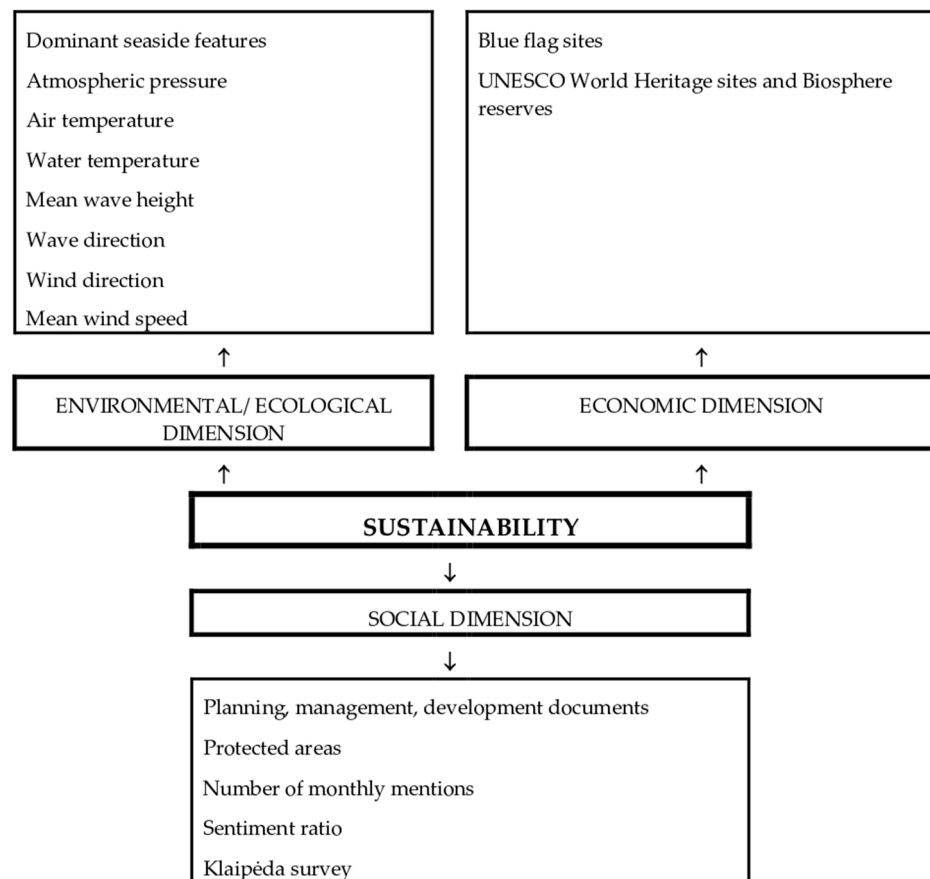 Dominant seaside features
Atmospheric pressure
Air temperature
Water temperature
Mean wave height
Wave direction
Wind direction
Mean wind speed
Blue flag sites
UNESCO World Heritage sites and Biosphere
reserves
↑
↑
ENVIRONMENTAL/ ECOLOGICAL
DIMENSION
ECONOMIC DIMENSION
↑
↑
SUSTAINABILITY
↓
SOCIAL DIMENSION
↓
Planning, management, development documents
Protected areas
Number of monthly mentions
Sentiment ratio
Klaipėda survey